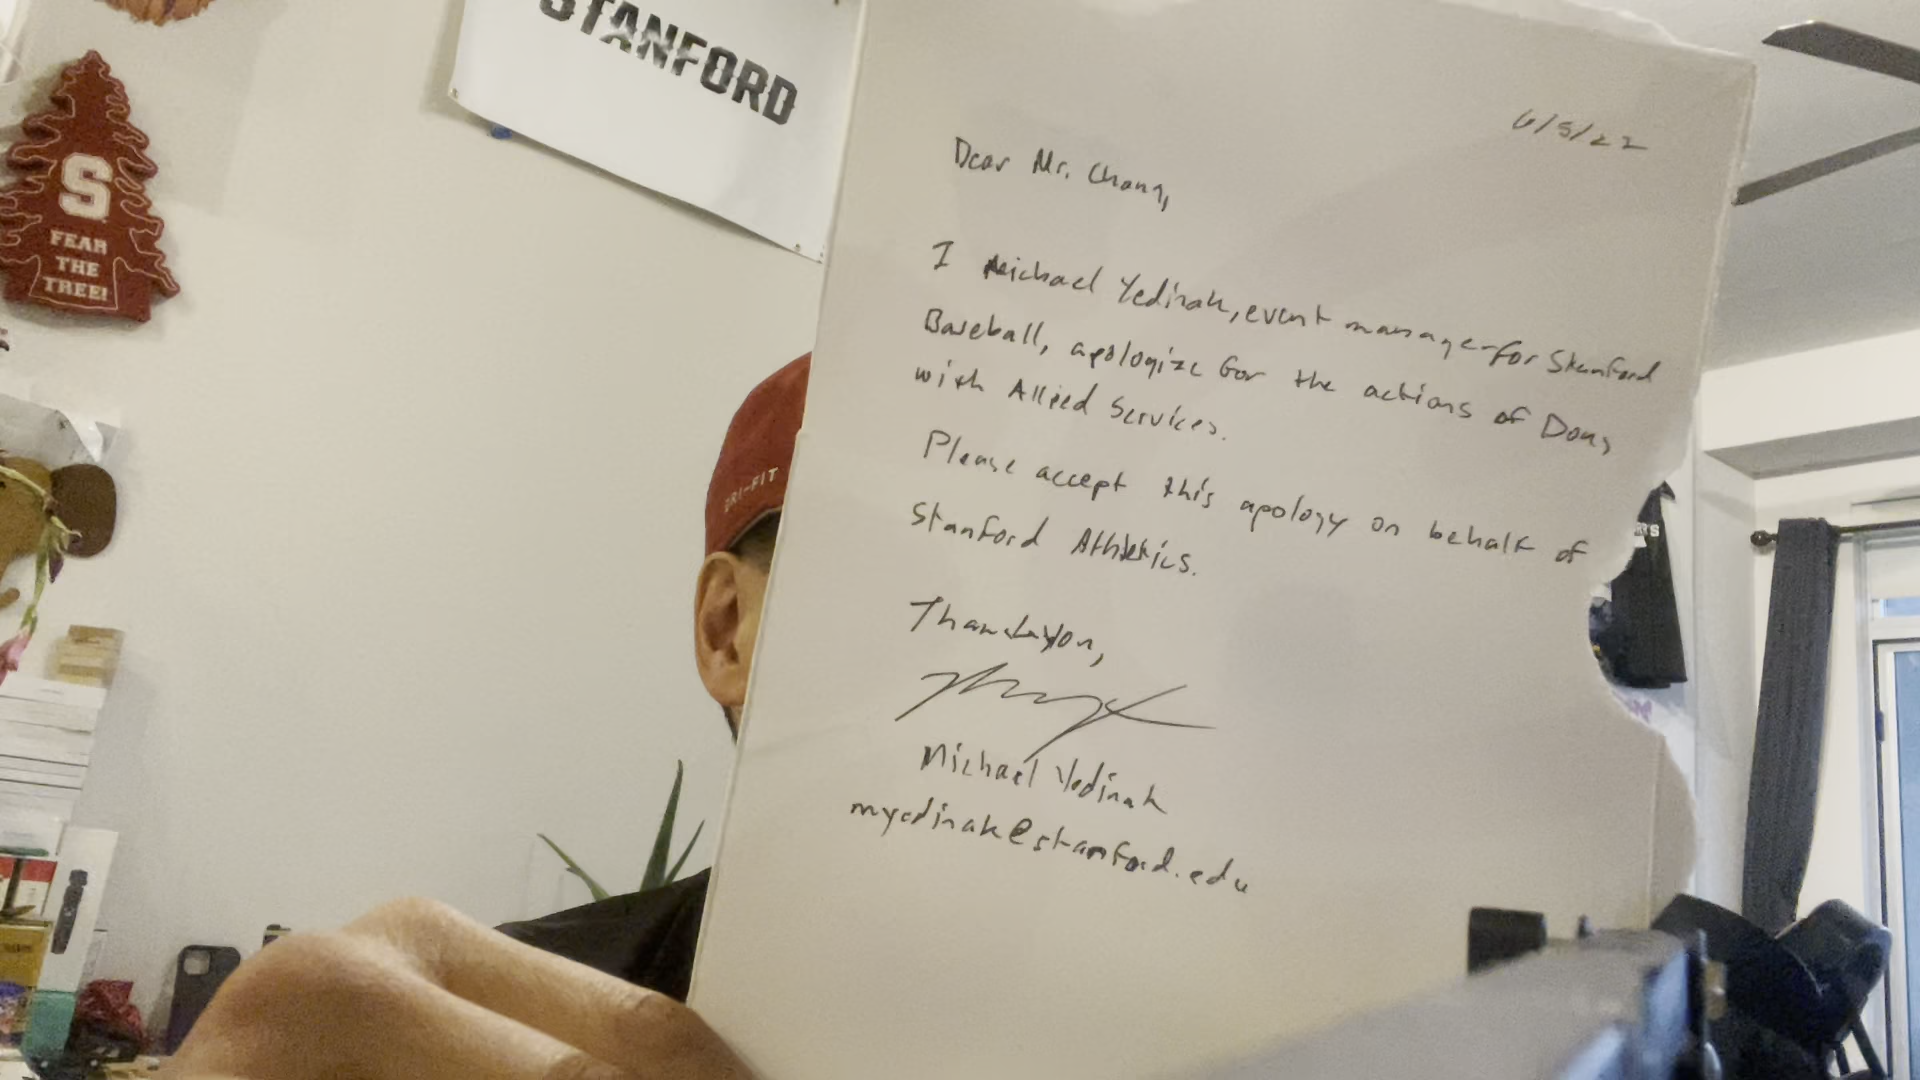 STANFORD
S
FEAR
THE
TREE!
DRI-FIT
6/5/22
Dear Mr. Chang,
I Michael Yedinak, event manager for Stanford
Baseball, apologize for the actions of Doug
with Allied Services.
Please accept this apology on behalf of
Stanford Athletics.
Thank you,
Michael Yedinak
myedinak@stanford.edu